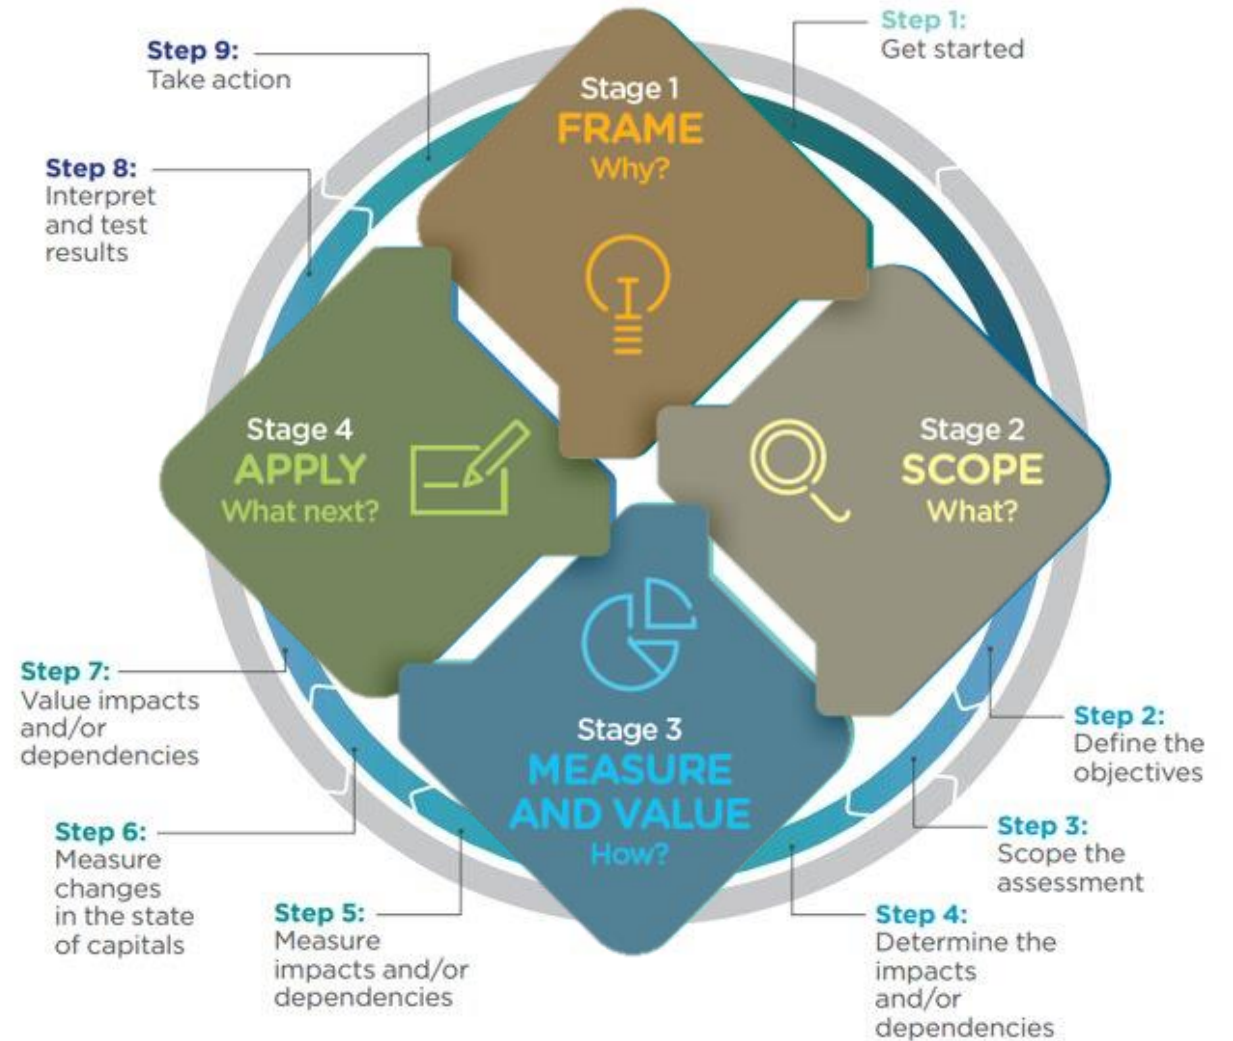 Stage 1
FRAME
Why?
Stage 2
SCOPE
What?
Stage 3
MEASURE
AND VALUE
How?
Stage 4
APPLY
What next?
Step 1:
Get started
Step 2:
Define the
objectives
Step 3:
Scope the
assessment
Step 4:
Determine the
impacts
and/or
dependencies
Step 5:
Measure
impacts and/or
dependencies
Step 6:
Measure
changes
in the state
of capitals
Step 7:
Value impacts
and/or
dependencies
Step 8:
Interpret
and test
results
Step 9:
Take action